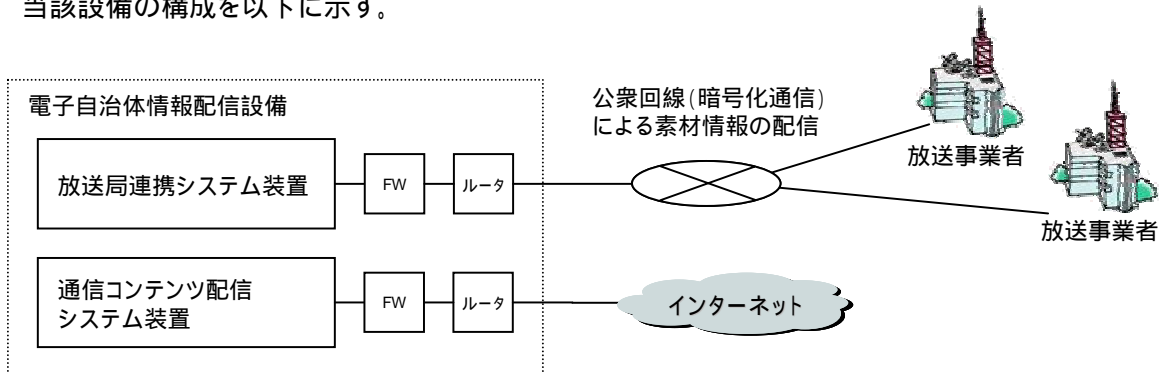 当該設備の構成を以下に示す。
電子自治体情報配信設備
公衆回線(暗号化通信)
による素材情報の配信
放送局連携システム装置
FW
ルータ
放送事業者
放送事業者
通信コンテンツ配信
システム装置
FW
ルータ
インターネット